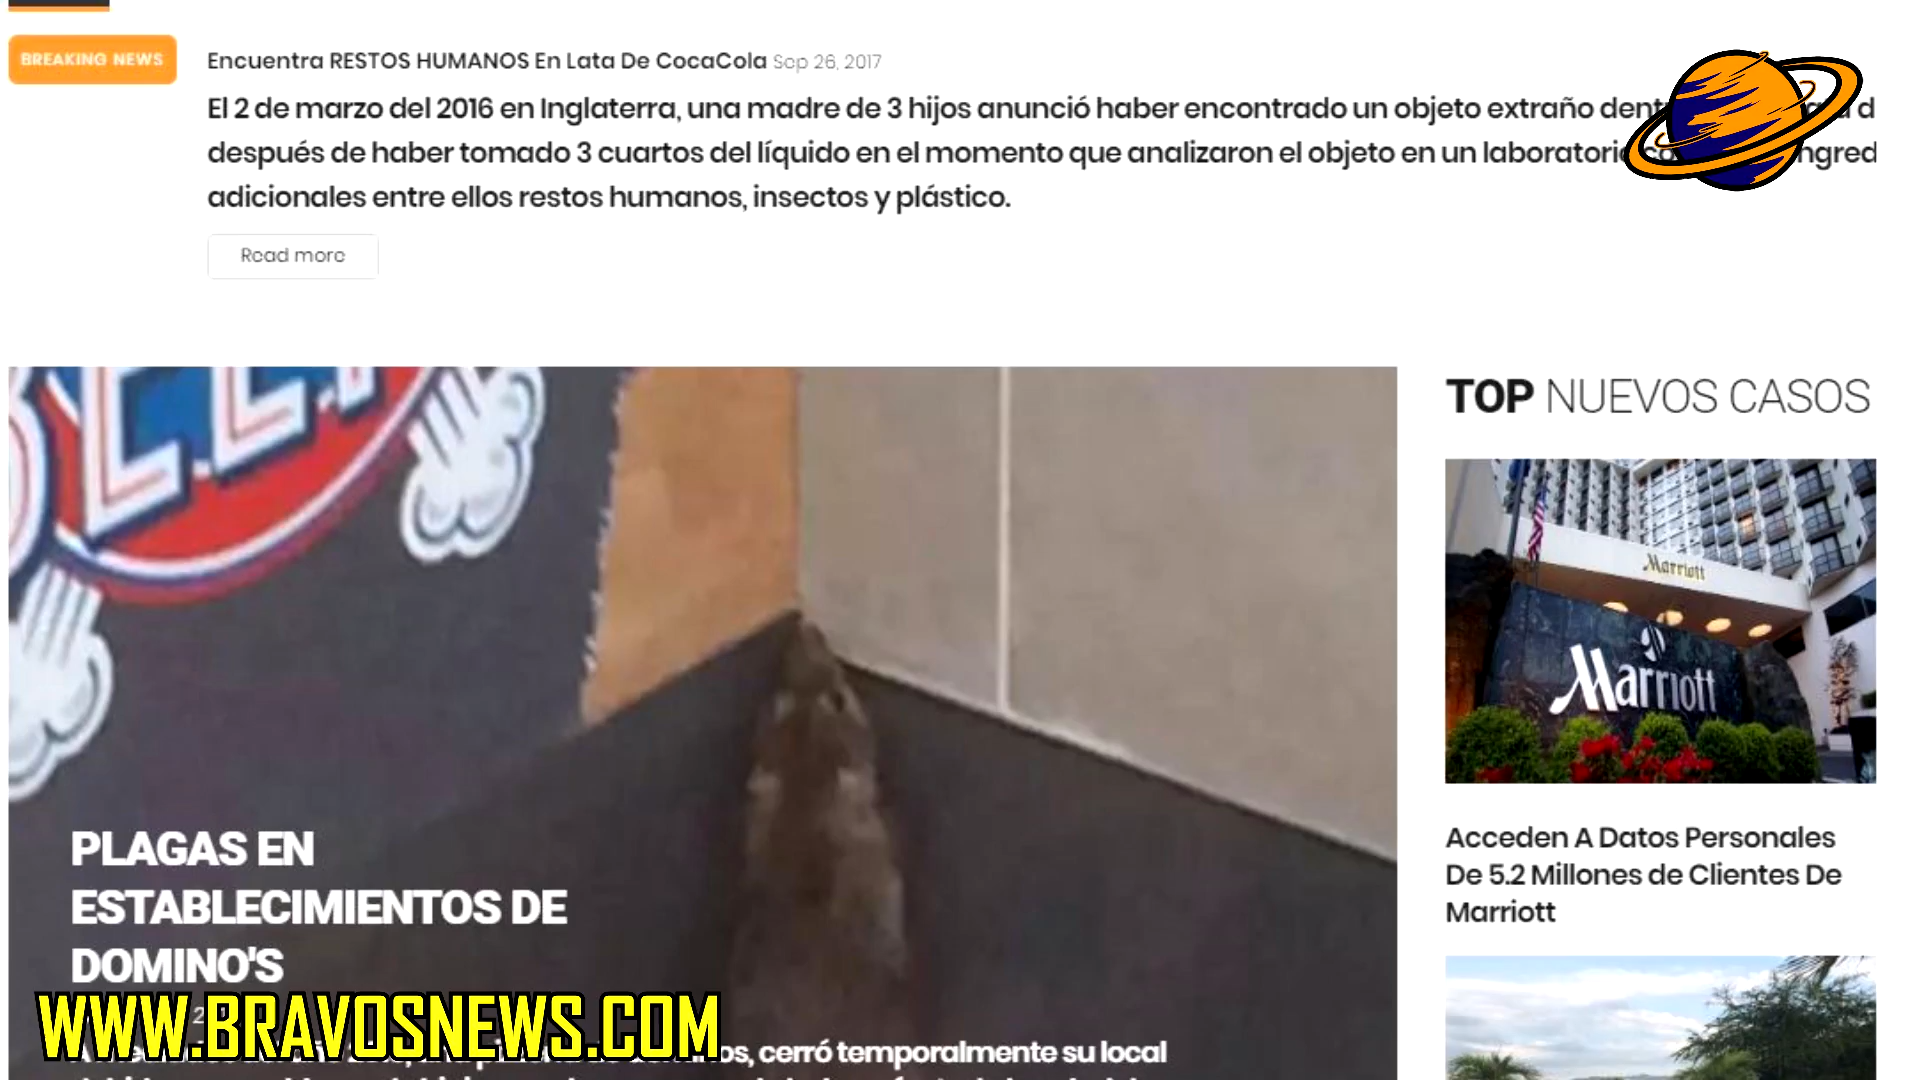 BREAKING NEWS
Encuentra RESTOS HUMANOS En Lata De CocaCola Sep 26, 2017
El 2 de marzo del 2016 en Inglaterra, una madre de 3 hijos anunció haber encontrado un objeto extraño
después de haber tomado 3 cuartos del líquido en el momento que analizaron el objeto en un laboratorio
adicionales entre ellos restos humanos, insectos y plástico.
Read more
TOP NUEVOS CASOS
Marriott
Marriott
Acceden A Datos Personales
De 5.2 Millones de Clientes De
Marriott
PLAGAS EN
ESTABLECIMIENTOS DE
DOMINO'S
WWW.BRAVOSNEWS.COM
cerró temporalmente su local